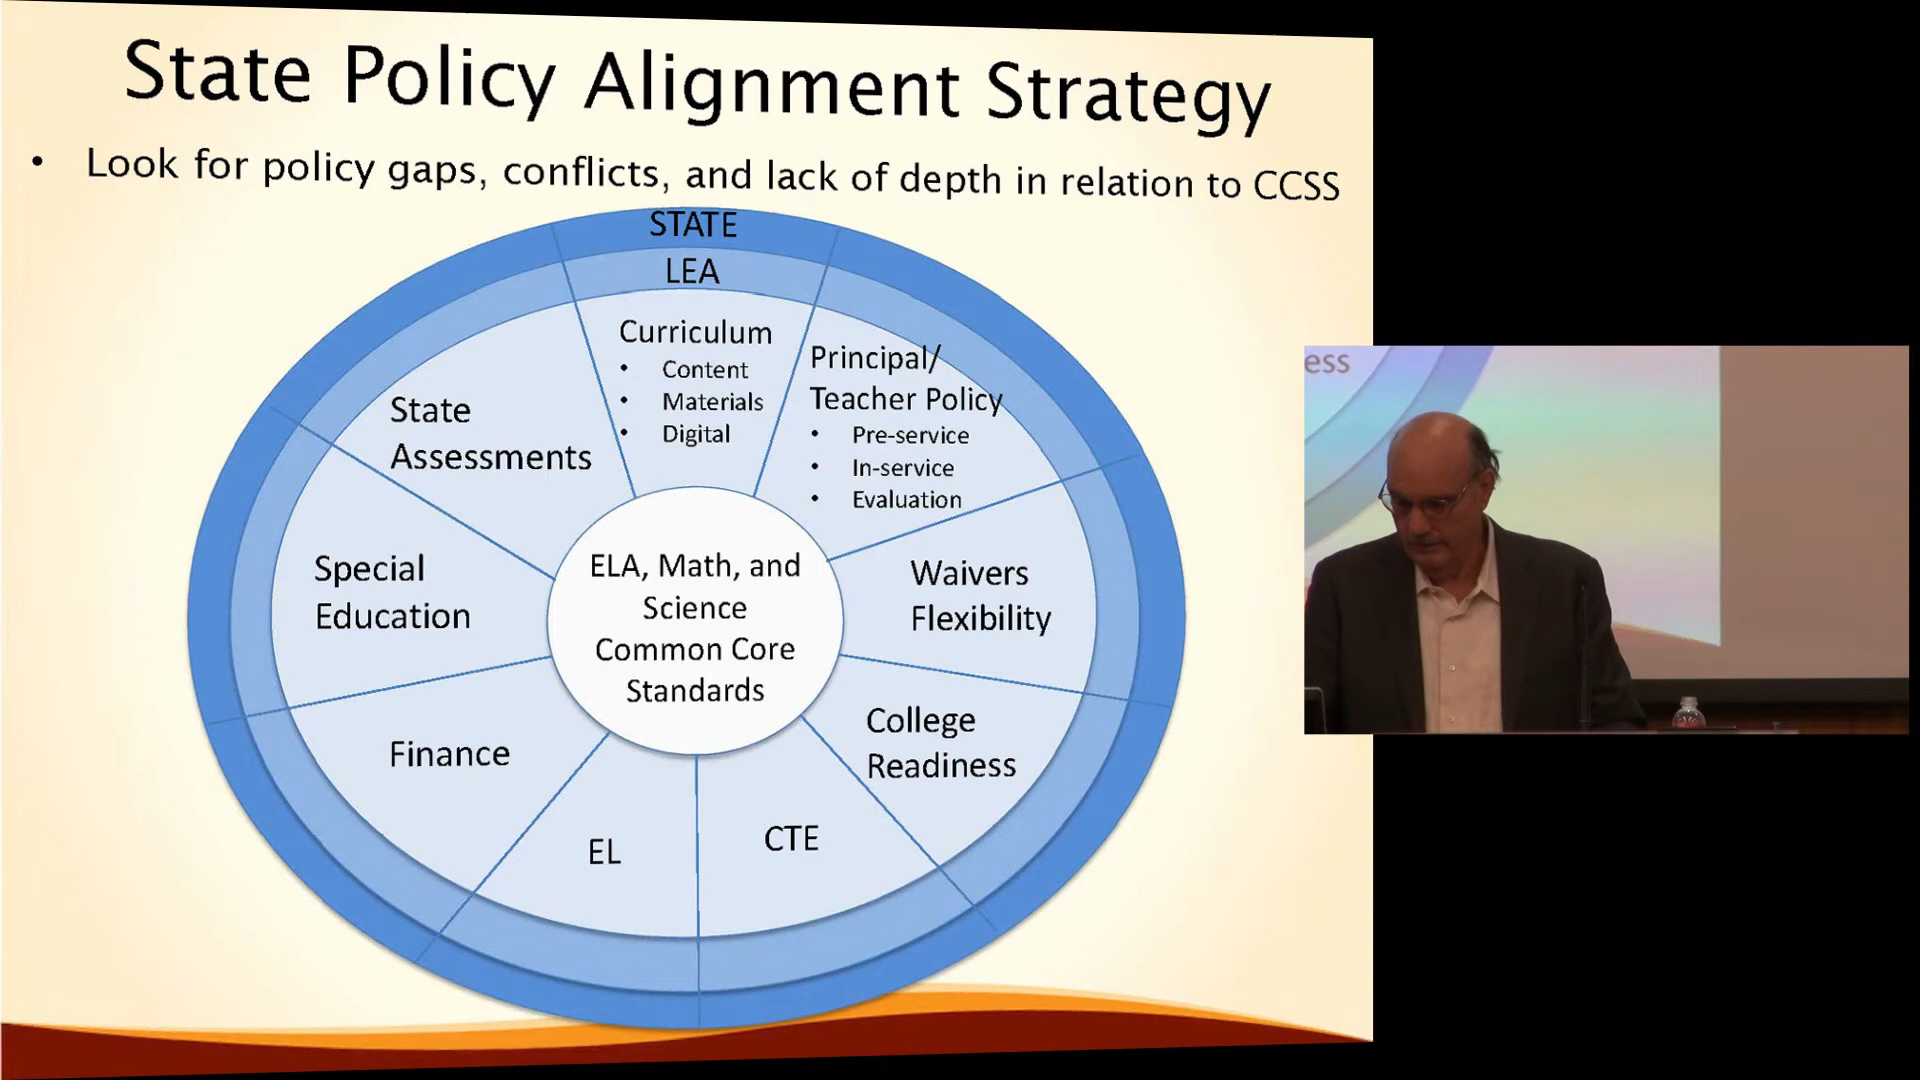 State Policy Alignment Strategy
• Look for policy gaps, conflicts, and lack of depth in relation to CCSS
STATE
LEA
Curriculum
• Content
• Materials
• Digital
Principal/
Teacher Policy
• Pre-service
• In-service
• Evaluation
State
Assessments
Special
Education
ELA, Math, and
Science
Common Core
Standards
Waivers
Flexibility
College
Readiness
Finance
EL
CTE
ess